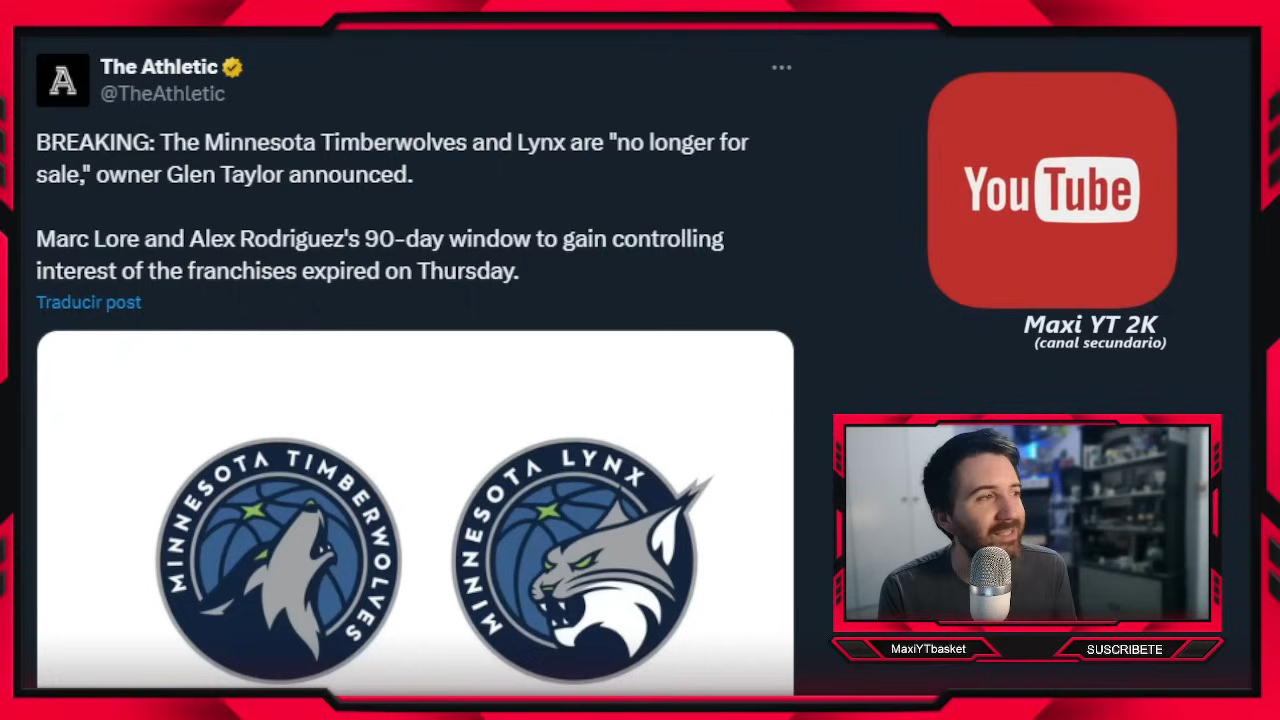 The Athletic
@TheAthletic
BREAKING: The Minnesota Timberwolves and Lynx are "no longer for
sale," owner Glen Taylor announced.
Marc Lore and Alex Rodriguez's 90-day window to gain controlling
interest of the franchises expired on Thursday.
Traducir post
MINNESOTA TIMBERWOLVES
MINNESOTA LYNX
YouTube
Maxi YT 2K
(canal secundario)
MaxiYTbasket
SUSCRIBETE